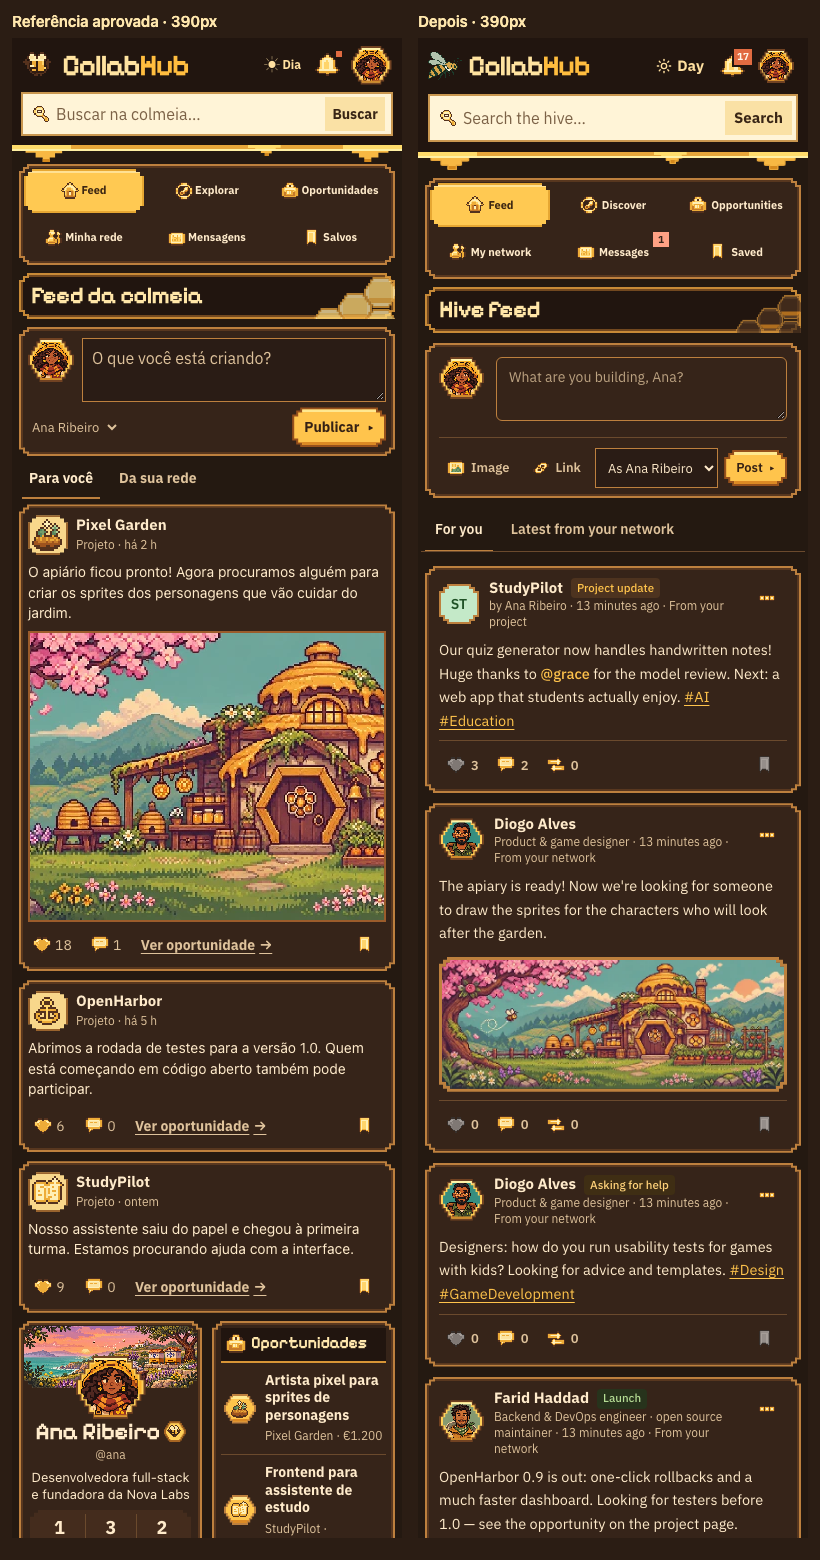 Referência aprovada · 390px
CollabHub
Dia
Buscar na colmeia...
Buscar
Feed
Explorar
Oportunidades
Minha rede
Mensagens
Salvos
Feed da colmeia
O que você está criando?
Ana Ribeiro
Publicar
Para você
Da sua rede
Pixel Garden
Projeto · há 2 h
O apiário ficou pronto! Agora procuramos alguém para
criar os sprites dos personagens que vão cuidar do
jardim.
18
1
Ver oportunidade →
OpenHarbor
Projeto · há 5 h
Abrimos a rodada de testes para a versão 1.0. Quem
está começando em código aberto também pode
participar.
6
0
Ver oportunidade →
StudyPilot
Projeto · ontem
Nosso assistente saiu do papel e chegou à primeira
turma. Estamos procurando ajuda com a interface.
9
0
Ver oportunidade →
Ana Ribeiro
@ana
Desenvolvedora full-stack
e fundadora da Nova Labs
1
3
2
Oportunidades
Artista pixel para
sprites de
personagens
Pixel Garden · €1.200
Frontend para
assistente de
estudo
StudyPilot ·
Depois · 390px
CollabHub
Day
17
Search the hive...
Search
Feed
Discover
Opportunities
My network
Messages
1
Saved
Hive Feed
What are you building, Ana?
Image
Link
As Ana Ribeiro
Post
For you
Latest from your network
ST
StudyPilot
Project update
by Ana Ribeiro · 13 minutes ago · From your
project
Our quiz generator now handles handwritten notes!
Huge thanks to @grace for the model review. Next: a
web app that students actually enjoy. #AI
#Education
3
2
0
Diogo Alves
Product & game designer · 13 minutes ago ·
From your network
The apiary is ready! Now we're looking for someone
to draw the sprites for the characters who will look
after the garden.
0
0
0
Diogo Alves
Asking for help
Product & game designer · 13 minutes ago ·
From your network
Designers: how do you run usability tests for games
with kids? Looking for advice and templates. #Design
#GameDevelopment
0
0
0
Farid Haddad
Launch
Backend & DevOps engineer · open source
maintainer · 13 minutes ago · From your
network
OpenHarbor 0.9 is out: one-click rollbacks and a
much faster dashboard. Looking for testers before
1.0 — see the opportunity on the project page.